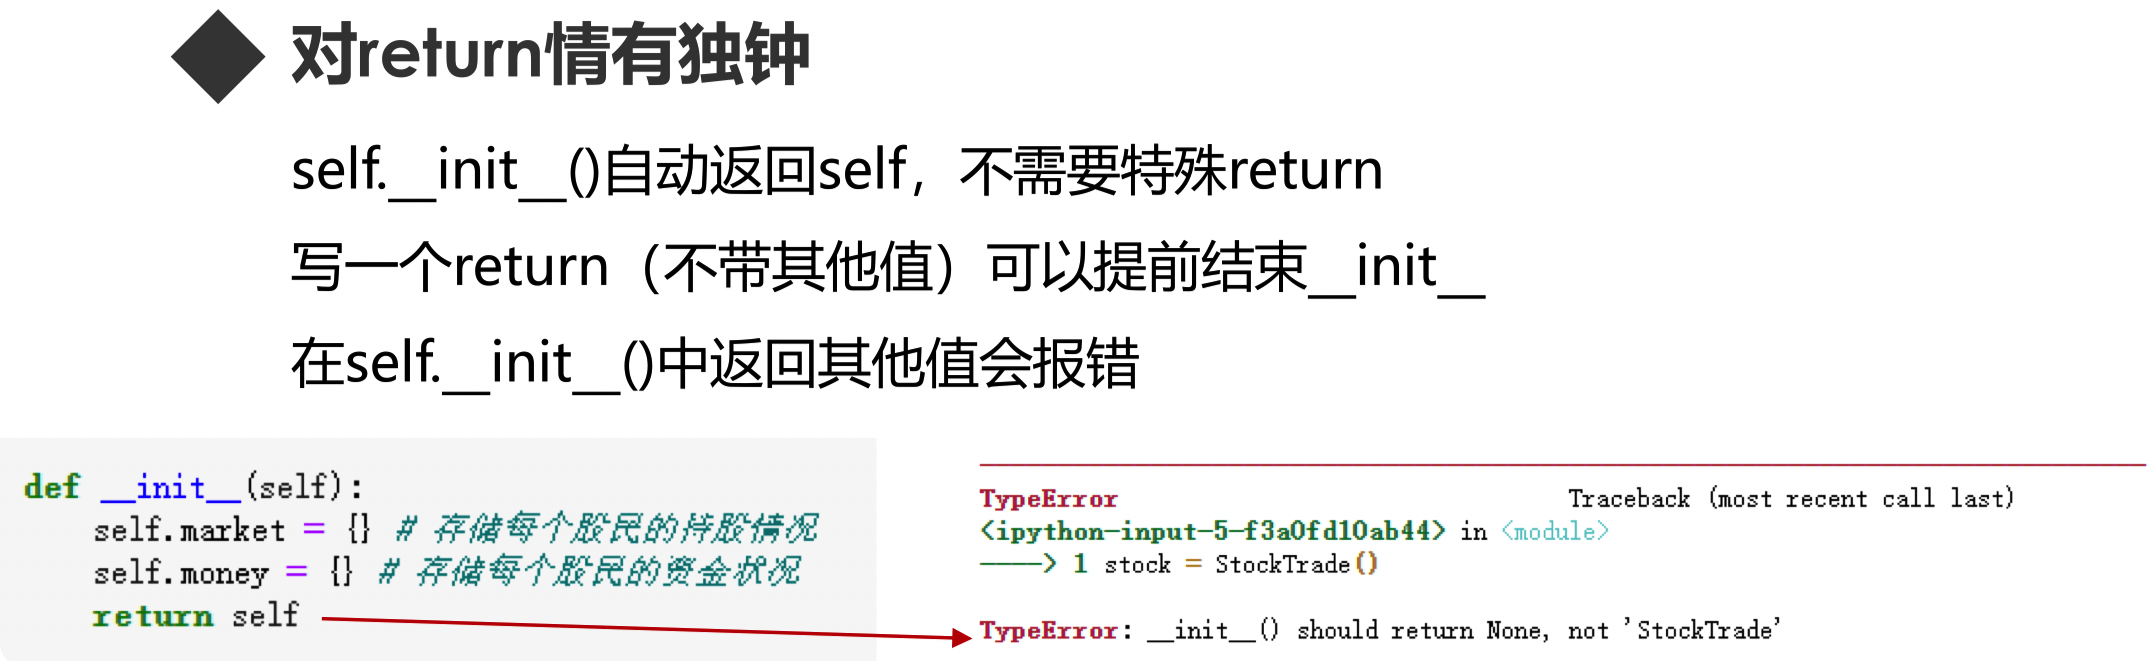 对return情有独钟
self.__init__()自动返回self，不需要特殊return
写一个return（不带其他值）可以提前结束__init__
在self.__init__()中返回其他值会报错
def __init__(self):
    self.market = {} # 存储每个股民的持股情况
    self.money = {} # 存储每个股民的资金状况
    return self
TypeError Traceback (most recent call last)
<ipython-input-5-f3a0fd10ab44> in <module>
----> 1 stock = StockTrade()
TypeError: __init__() should return None, not 'StockTrade'